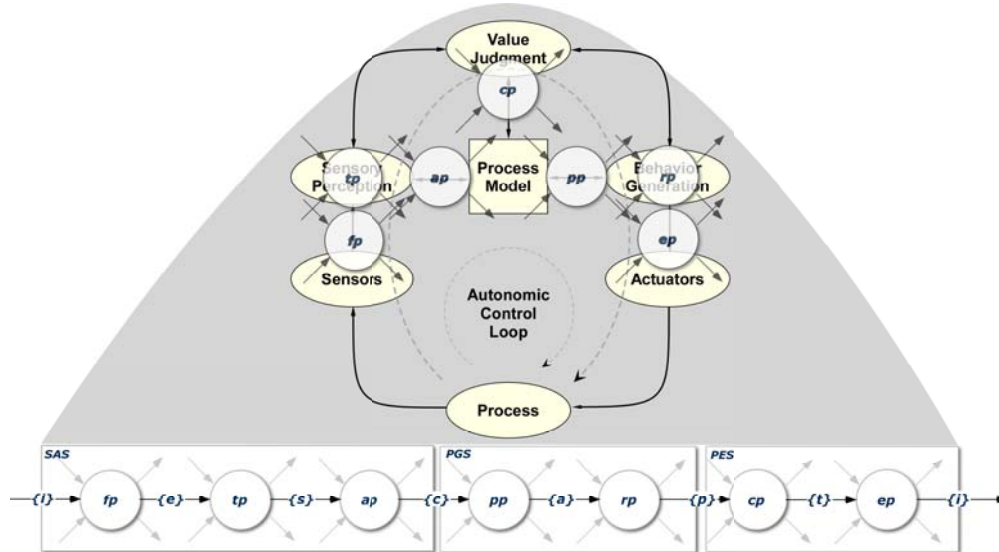 Value
Judgment
cp
Sensory
Perception
tp
ap
Process
Model
pp
Behavior
Generation
rp
fp
ep
Sensors
Actuators
Autonomic
Control
Loop
Process
SAS
PGS
PES
{i} fp {e} tp {s} ap {c} pp {a} rp {p} cp {t} ep {i}